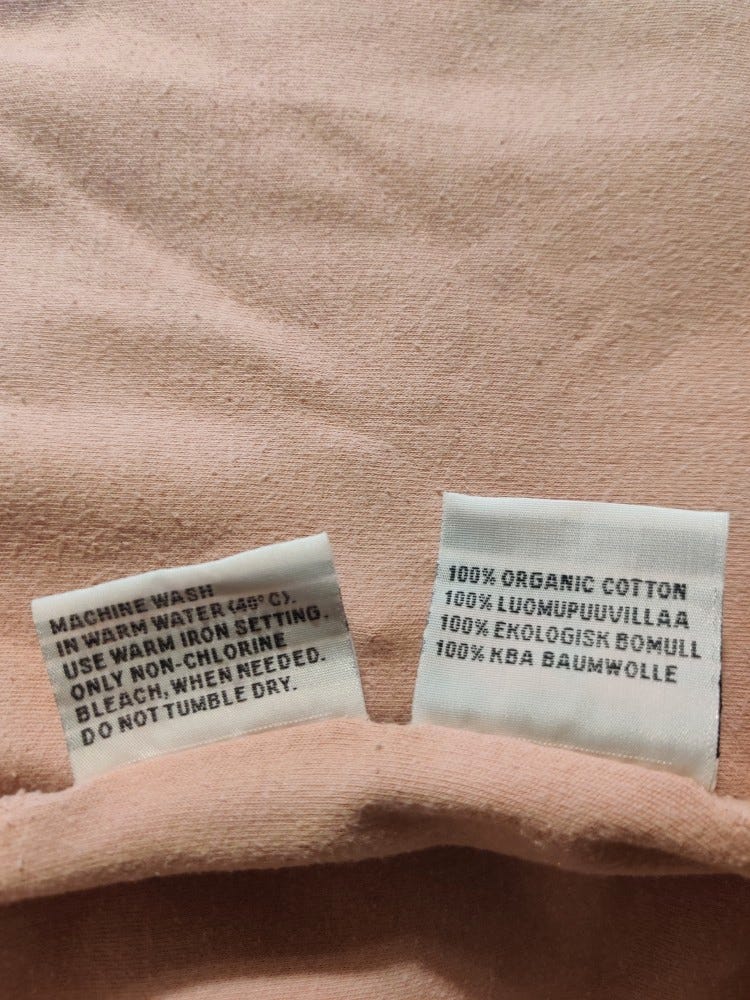 MACHINE WASH
IN WARM WATER (40° C).
USE WARM IRON SETTING.
ONLY NON-CHLORINE
BLEACH, WHEN NEEDED.
DO NOT TUMBLE DRY.
100% ORGANIC COTTON
100% LUOMUPUUVILLAA
100% EKOLOGISK BOMULL
100% KBA BAUMWOLLE